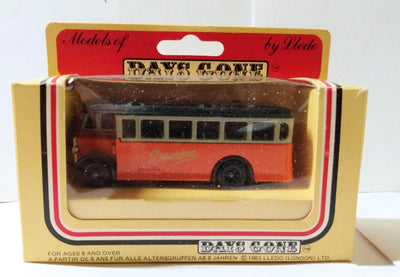 Models of by Lledo
DAYS GONE
DAYS GONE
FOR AGES 8 AND OVER
A PARTIR DE 8 ANS FÜR ALLE ALTERSGRUPPEN AB 8 JAHREN © 1983 LLEDO (LONDON) LTD.